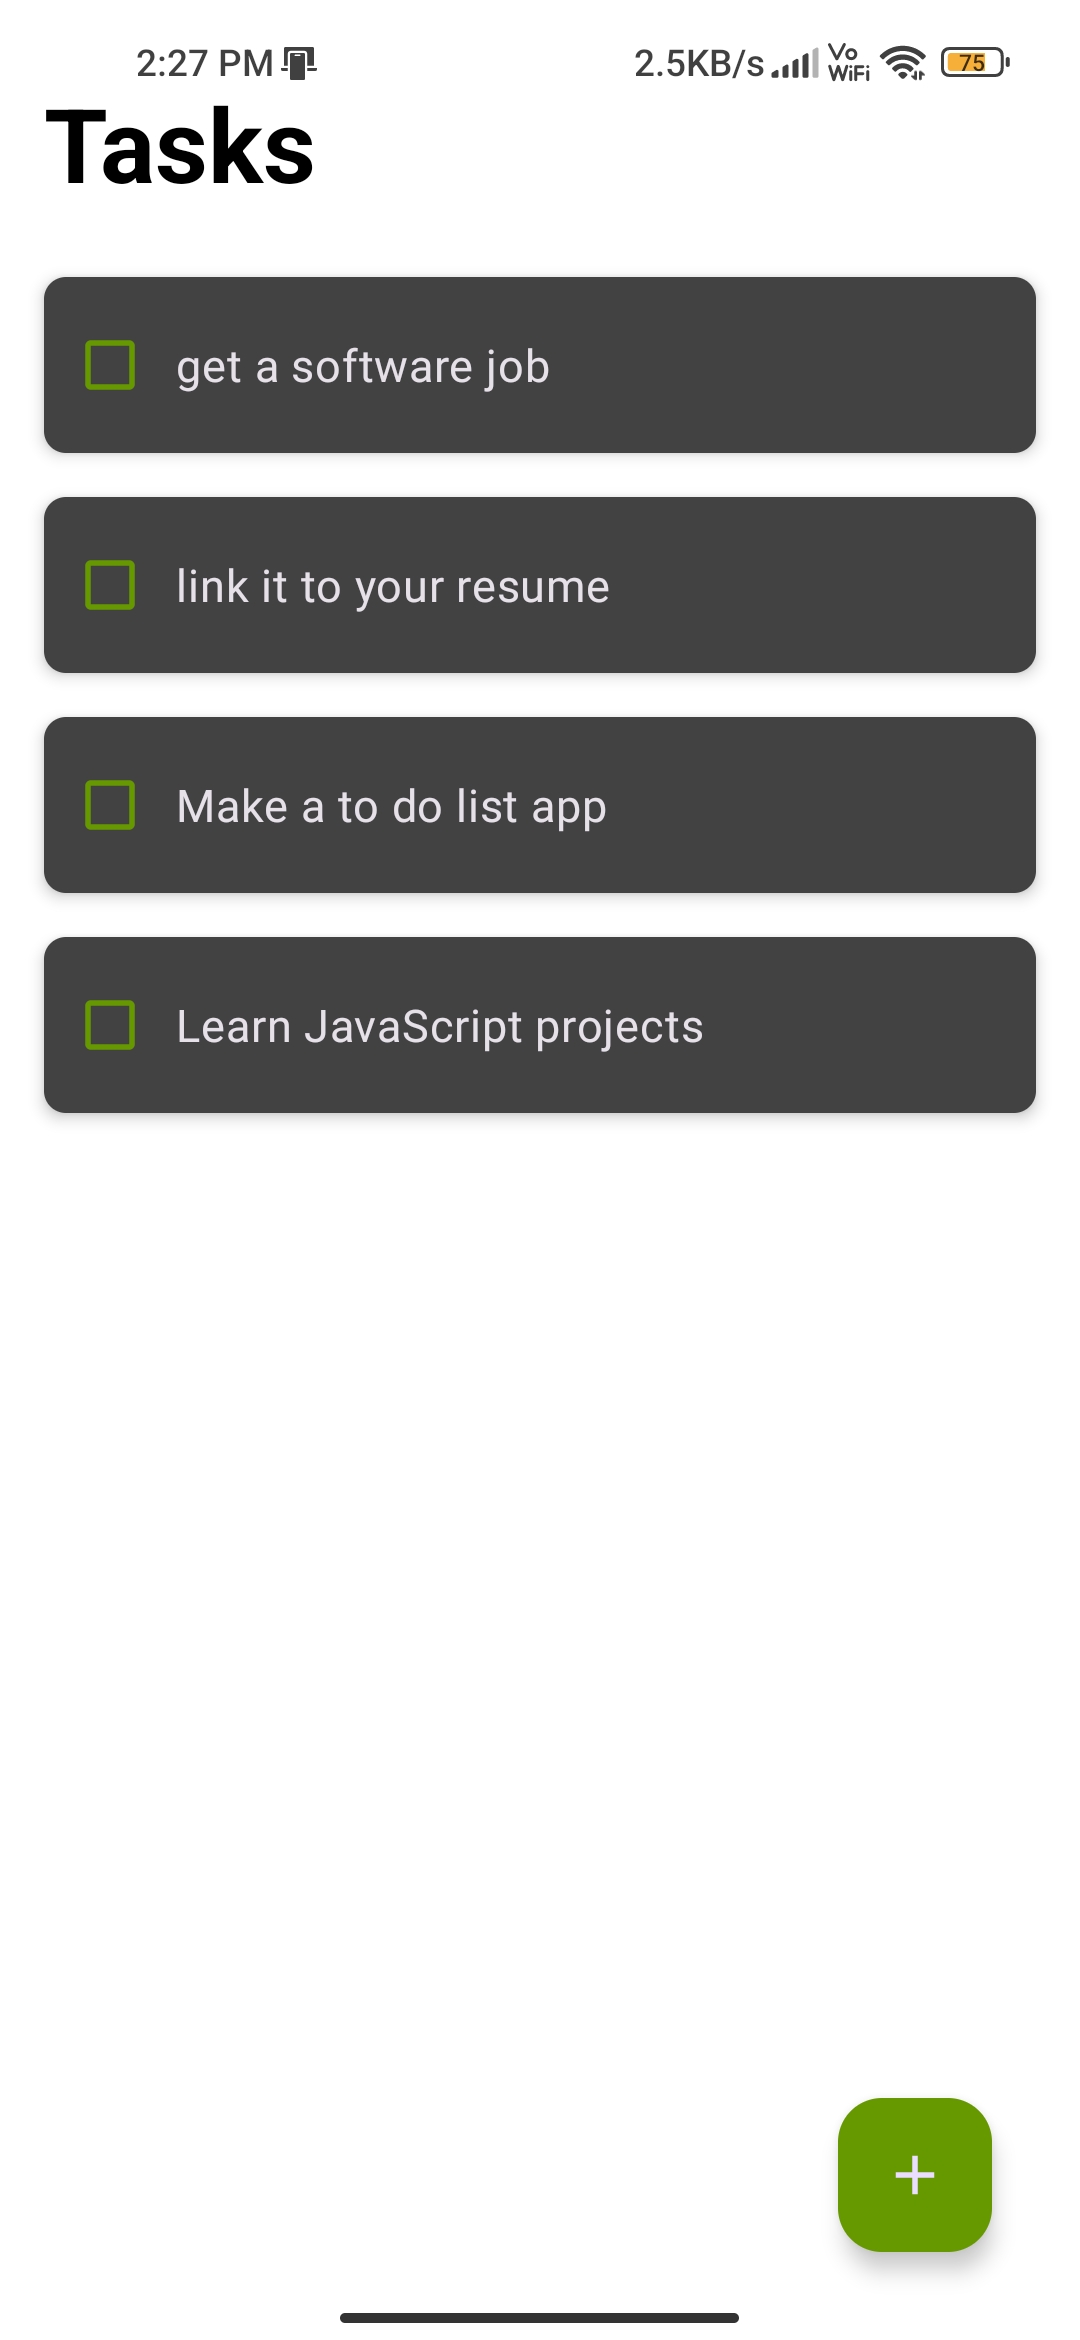 2:27 PM 2.5KB/s Vo WiFi 75
Tasks
get a software job
link it to your resume
Make a to do list app
Learn JavaScript projects
+